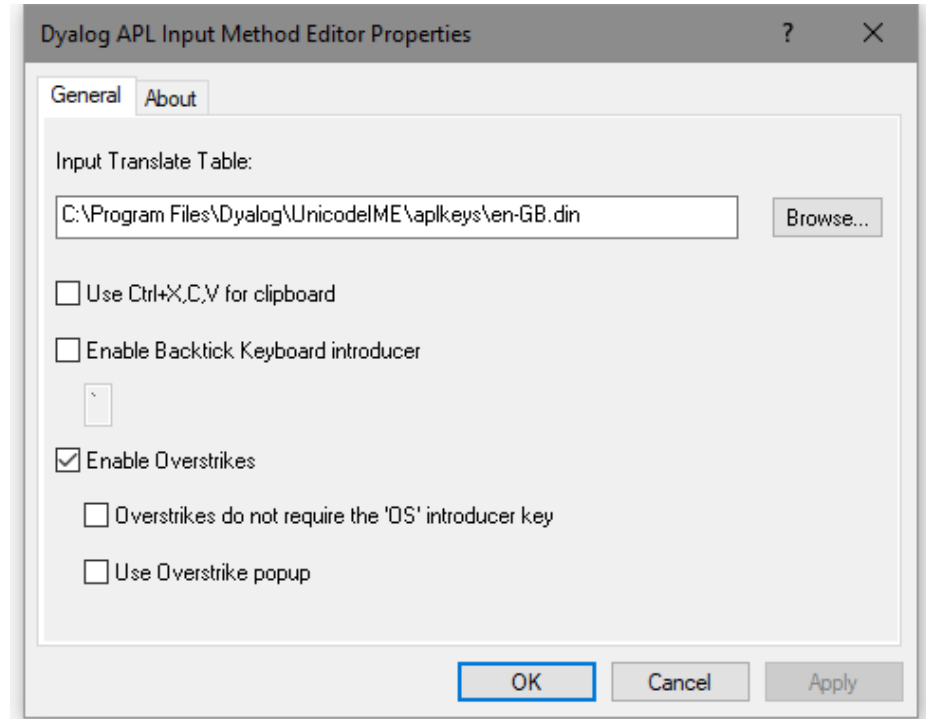 Dyalog APL Input Method Editor Properties ?
General About
Input Translate Table:
C:\Program Files\Dyalog\UnicodeIME\aplkeys\en-GB.din Browse...
Use Ctrl+X,C,V for clipboard
Enable Backtick Keyboard introducer
`
Enable Overstrikes
Overstrikes do not require the 'OS' introducer key
Use Overstrike popup
OK Cancel Apply